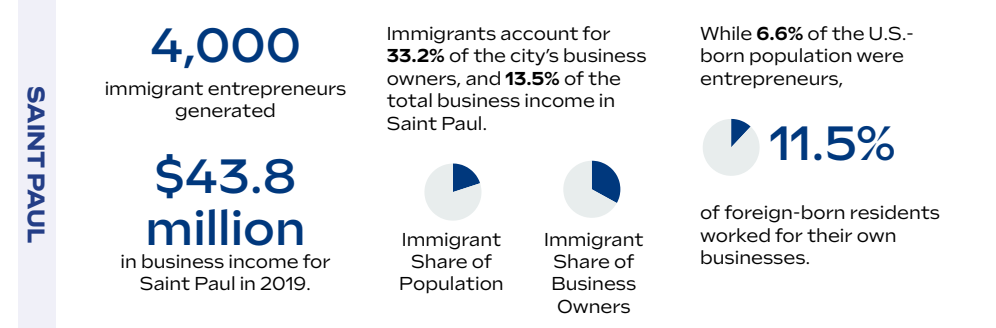 SAINT PAUL
4,000
immigrant entrepreneurs
generated
$43.8
million
in business income for
Saint Paul in 2019.
Immigrants account for
33.2% of the city's business
owners, and 13.5% of the
total business income in
Saint Paul.
Immigrant
Share of
Population
Immigrant
Share of
Business
Owners
While 6.6% of the U.S.-
born population were
entrepreneurs,
11.5%
of foreign-born residents
worked for their own
businesses.